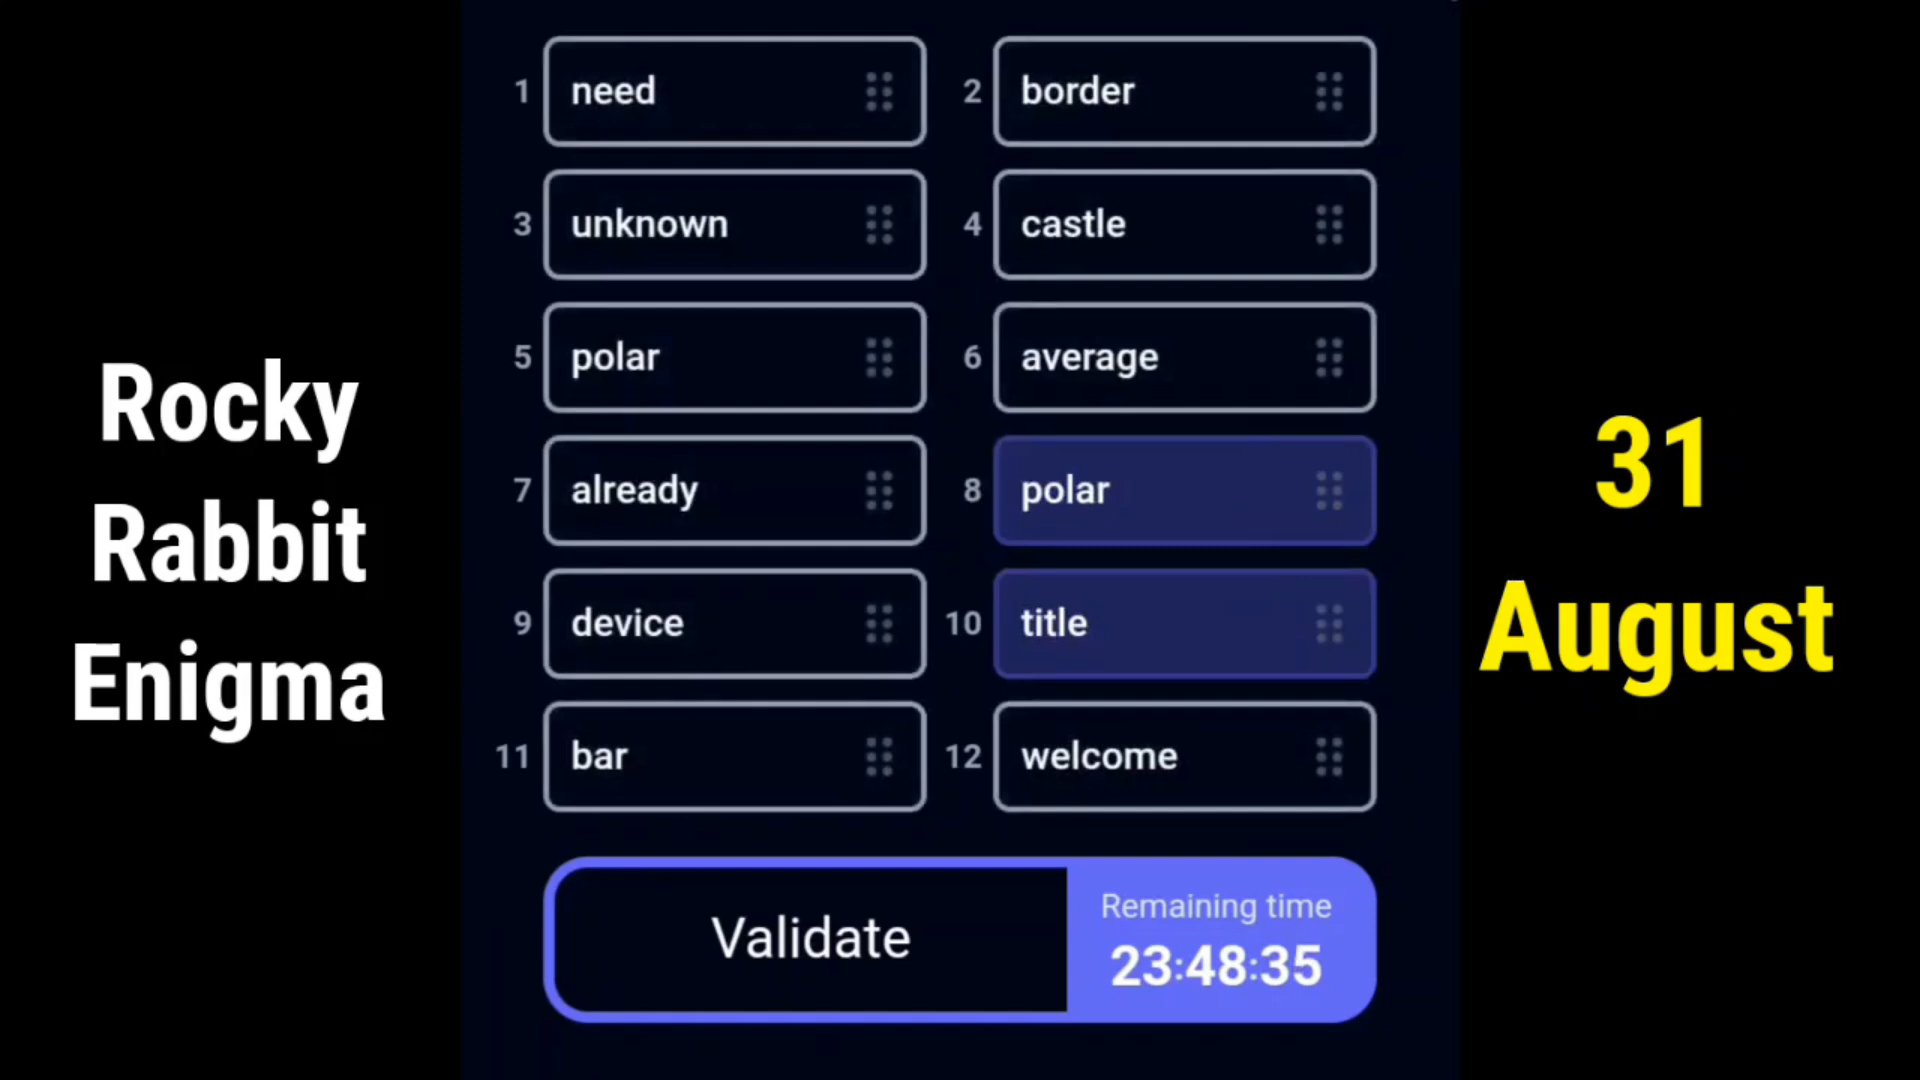 Rocky
Rabbit
Enigma
1 need 2 border
3 unknown 4 castle
5 polar 6 average
7 already 8 polar
9 device 10 title
11 bar 12 welcome
Validate
Remaining time
23:48:35
31
August